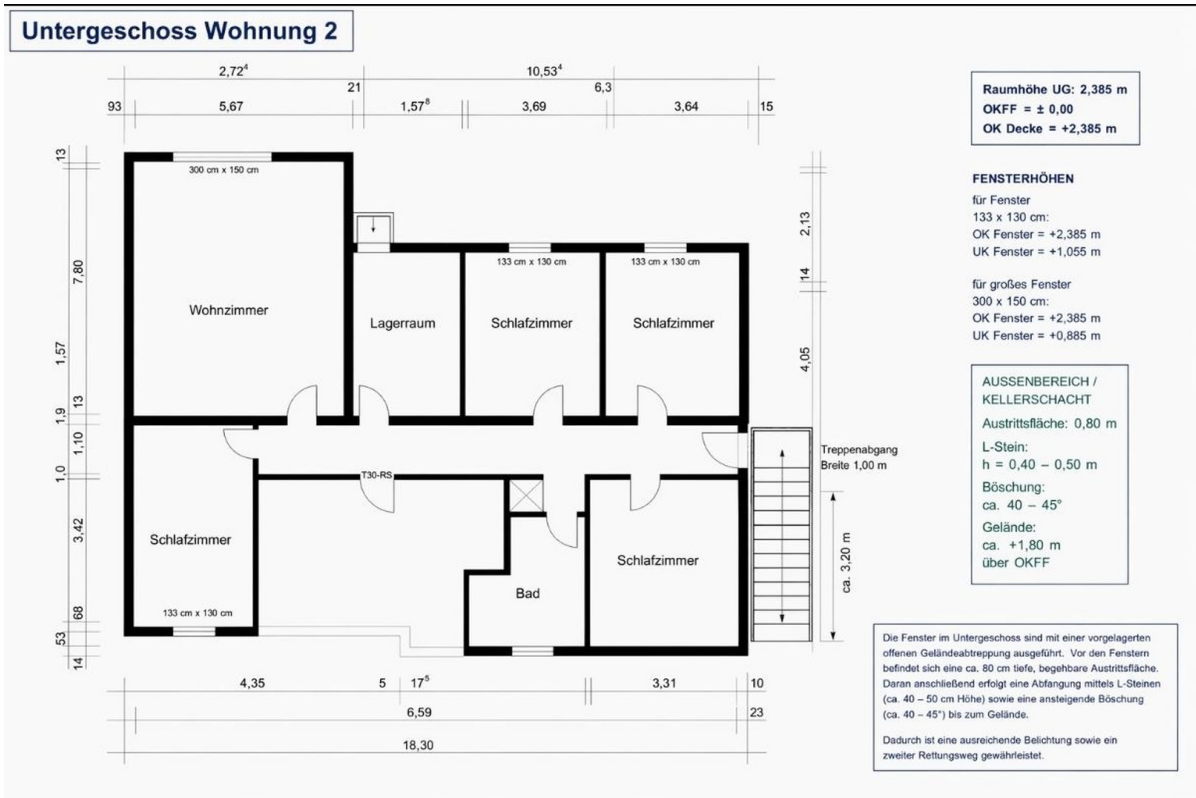 Untergeschoss Wohnung 2
2,72⁴
10,53⁴
21
6,3
93
5,67
1,57⁸
3,69
3,64
15
Raumhöhe UG: 2,385 m
OKFF = ± 0,00
OK Decke = +2,385 m
FENSTERHÖHEN
für Fenster
133 x 130 cm:
OK Fenster = +2,385 m
UK Fenster = +1,055 m
für großes Fenster
300 x 150 cm:
OK Fenster = +2,385 m
UK Fenster = +0,885 m
AUSSENBEREICH /
KELLERSCHACHT
Austrittsfläche: 0,80 m
L-Stein:
h = 0,40 – 0,50 m
Böschung:
ca. 40 – 45°
Gelände:
ca. +1,80 m
über OKFF
13
7,80
1,57
13
1,9
1,10
1,0
3,42
68
53
14
300 cm x 150 cm
133 cm x 130 cm
133 cm x 130 cm
Wohnzimmer
Lagerraum
Schlafzimmer
Schlafzimmer
2,13
14
4,05
T30-RS
Treppenabgang
Breite 1,00 m
Schlafzimmer
Schlafzimmer
Bad
133 cm x 130 cm
ca. 3,20 m
4,35
5
17⁵
3,31
10
6,59
23
18,30
Die Fenster im Untergeschoss sind mit einer vorgelagerten
offenen Geländeabtreppung ausgeführt. Vor den Fenstern
befindet sich eine ca. 80 cm tiefe, begehbare Austrittsfläche.
Daran anschließend erfolgt eine Abfangung mittels L-Steinen
(ca. 40 – 50 cm Höhe) sowie eine ansteigende Böschung
(ca. 40 – 45°) bis zum Gelände.
Dadurch ist eine ausreichende Belichtung sowie ein
zweiter Rettungsweg gewährleistet.